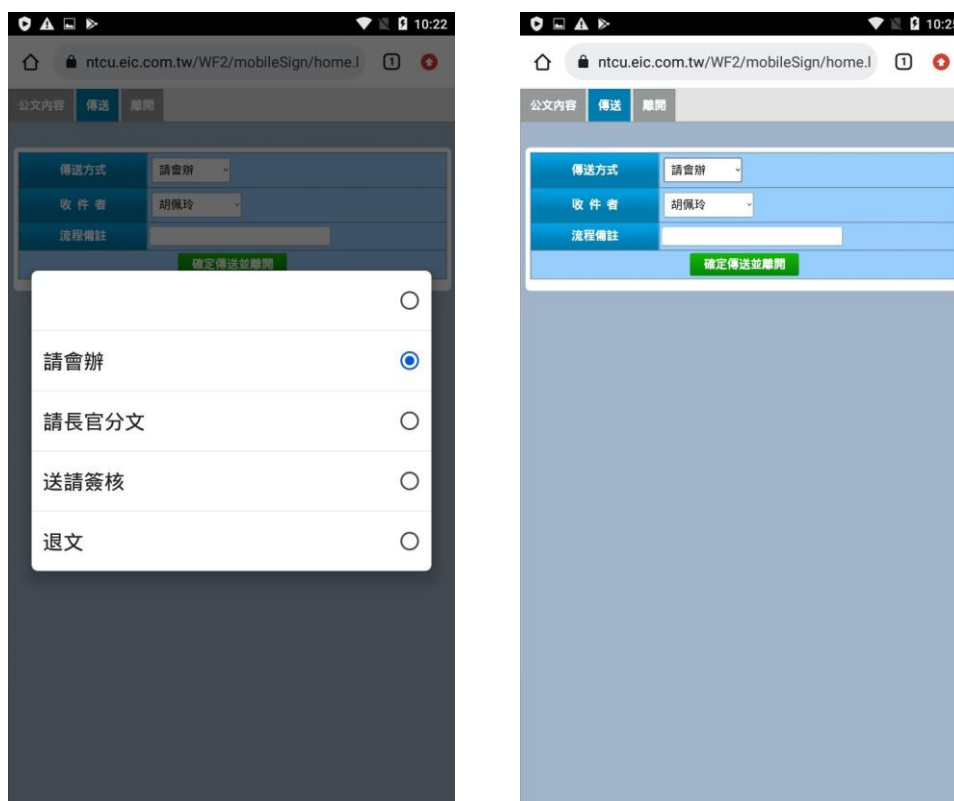 10:22
ntcu.eic.com.tw/WF2/mobileSign/home.l
1
公文內容 傳送 離開
傳送方式 請會辦
收 件 者 胡佩玲
流程備註
確定傳送並離開
請會辦
請長官分文
送請簽核
退文
10:25
ntcu.eic.com.tw/WF2/mobileSign/home.l
1
公文內容 傳送 離開
傳送方式 請會辦
收 件 者 胡佩玲
流程備註
確定傳送並離開